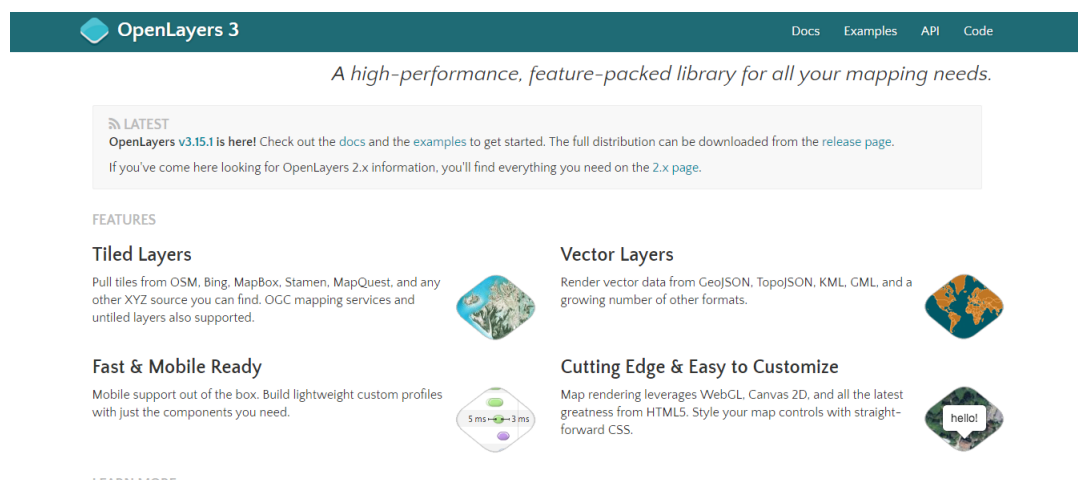 OpenLayers 3
Docs Examples API Code
A high-performance, feature-packed library for all your mapping needs.
LATEST
OpenLayers v3.15.1 is here! Check out the docs and the examples to get started. The full distribution can be downloaded from the release page.
If you've come here looking for OpenLayers 2.x information, you'll find everything you need on the 2.x page.
FEATURES
Tiled Layers
Pull tiles from OSM, Bing, MapBox, Stamen, MapQuest, and any
other XYZ source you can find. OGC mapping services and
untiled layers also supported.
Vector Layers
Render vector data from GeoJSON, TopoJSON, KML, GML, and a
growing number of other formats.
Fast & Mobile Ready
Mobile support out of the box. Build lightweight custom profiles
with just the components you need.
5 ms 3 ms
Cutting Edge & Easy to Customize
Map rendering leverages WebGL, Canvas 2D, and all the latest
greatness from HTML5. Style your map controls with straight-
forward CSS.
hello!
LEARN MORE